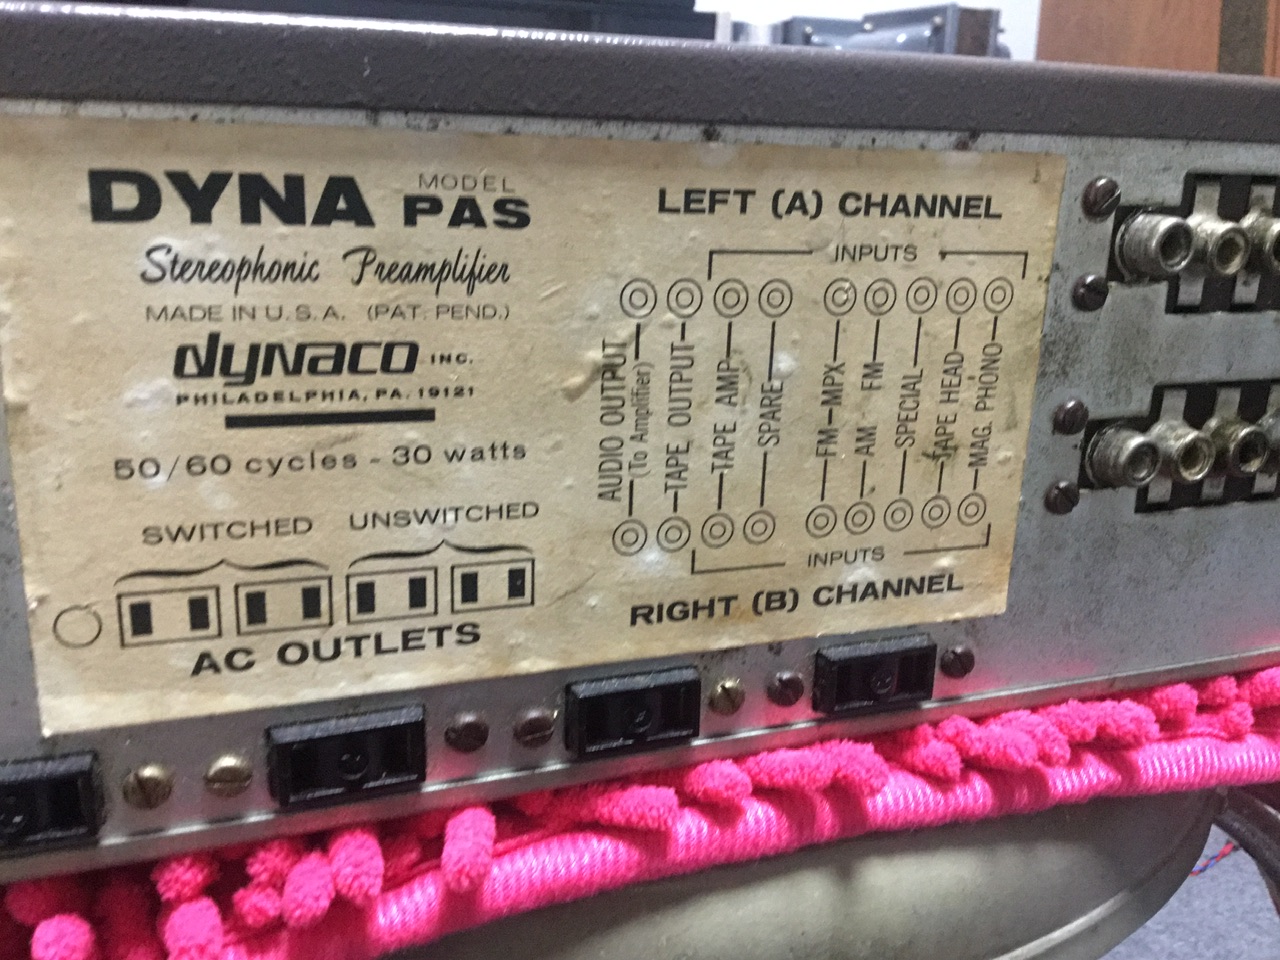 DYNA MODEL PAS
Stereophonic Preamplifier
MADE IN U.S.A. (PAT. PEND.)
dynaco INC.
PHILADELPHIA, PA. 19121
50/60 cycles - 30 watts
SWITCHED UNSWITCHED
AC OUTLETS
LEFT (A) CHANNEL
INPUTS
AUDIO OUTPUT
(To Amplifier)
TAPE OUTPUT
TAPE AMP
SPARE
FM-MPX
AM FM
SPECIAL
TAPE HEAD
MAG. PHONO
INPUTS
RIGHT (B) CHANNEL